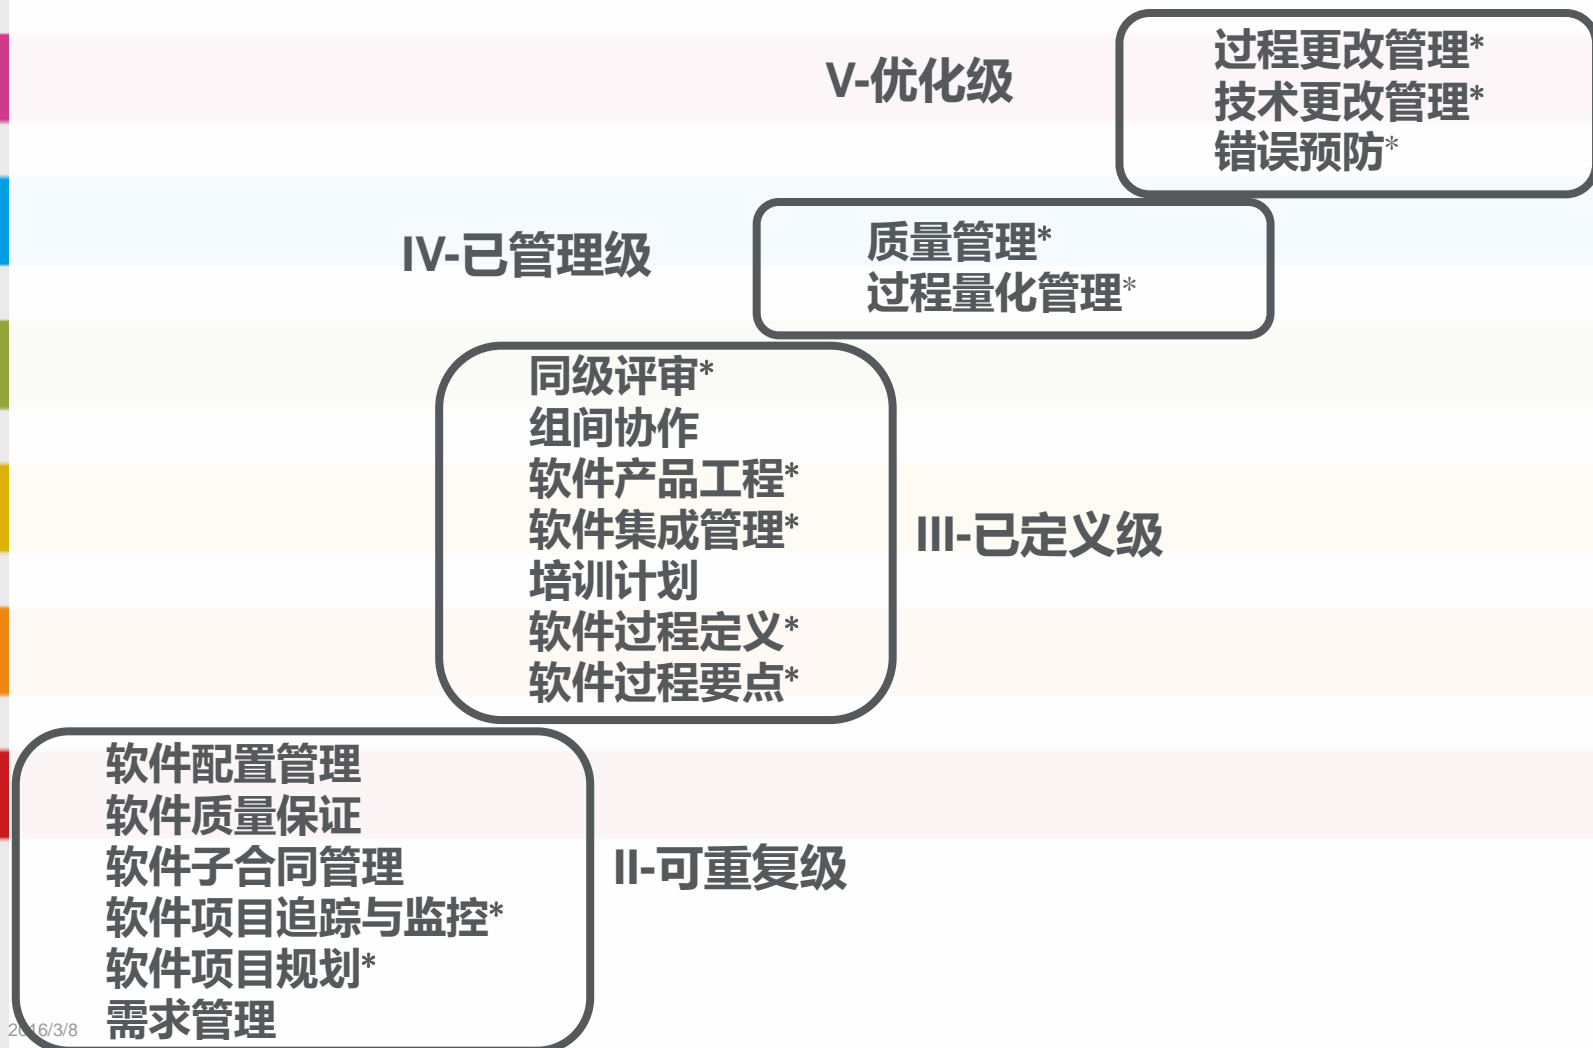 V-优化级
过程更改管理*
技术更改管理*
错误预防*
IV-已管理级
质量管理*
过程量化管理*
同级评审*
组间协作
软件产品工程*
软件集成管理*
培训计划
软件过程定义*
软件过程要点*
III-已定义级
软件配置管理
软件质量保证
软件子合同管理
软件项目追踪与监控*
软件项目规划*
需求管理
II-可重复级
2016/3/8